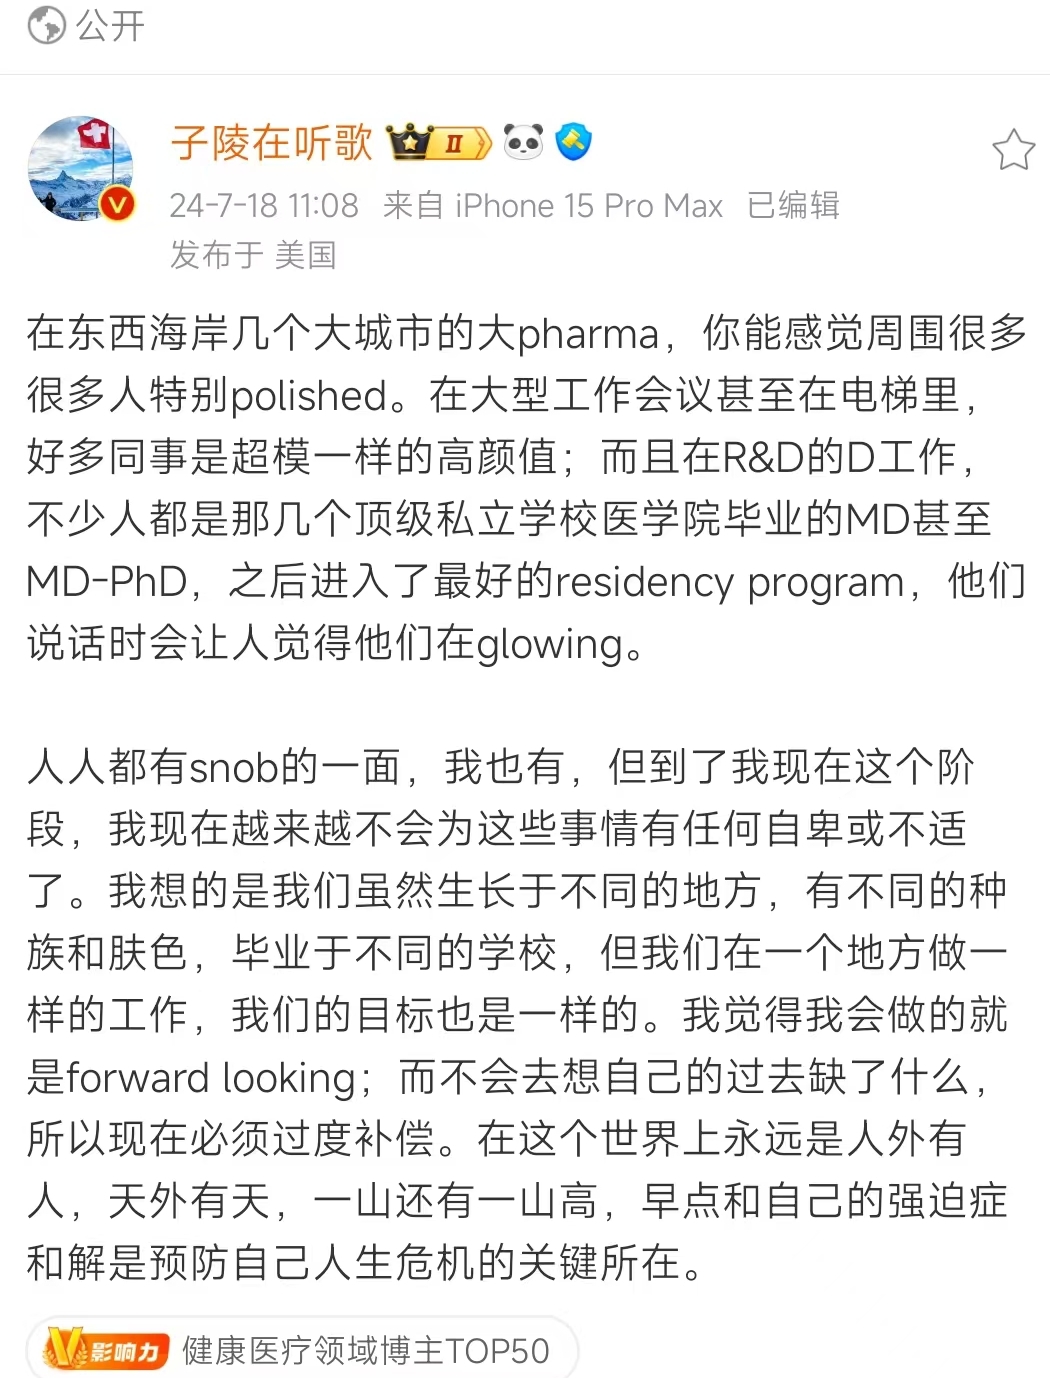 公开
子陵在听歌 II
24-7-18 11:08 来自 iPhone 15 Pro Max 已编辑
发布于 美国
在东西海岸几个大城市的大pharma，你能感觉周围很多
很多人特别polished。在大型工作会议甚至在电梯里，
好多同事是超模一样的高颜值；而且在R&D的D工作，
不少人都是那几个顶级私立学校医学院毕业的MD甚至
MD-PhD，之后进入了最好的residency program，他们
说话时会让人觉得他们在glowing。
人人都有snob的一面，我也有，但到了我现在这个阶
段，我现在越来越不会为这些事情有任何自卑或不适
了。我想的是我们虽然生长于不同的地方，有不同的种
族和肤色，毕业于不同的学校，但我们在一个地方做一
样的工作，我们的目标也是一样的。我觉得我会做的就
是forward looking；而不会去想自己的过去缺了什么，
所以现在必须过度补偿。在这个世界上永远是人外有
人，天外有天，一山还有一山高，早点和自己的强迫症
和解是预防自己人生危机的关键所在。
V影响力 健康医疗领域博主TOP50